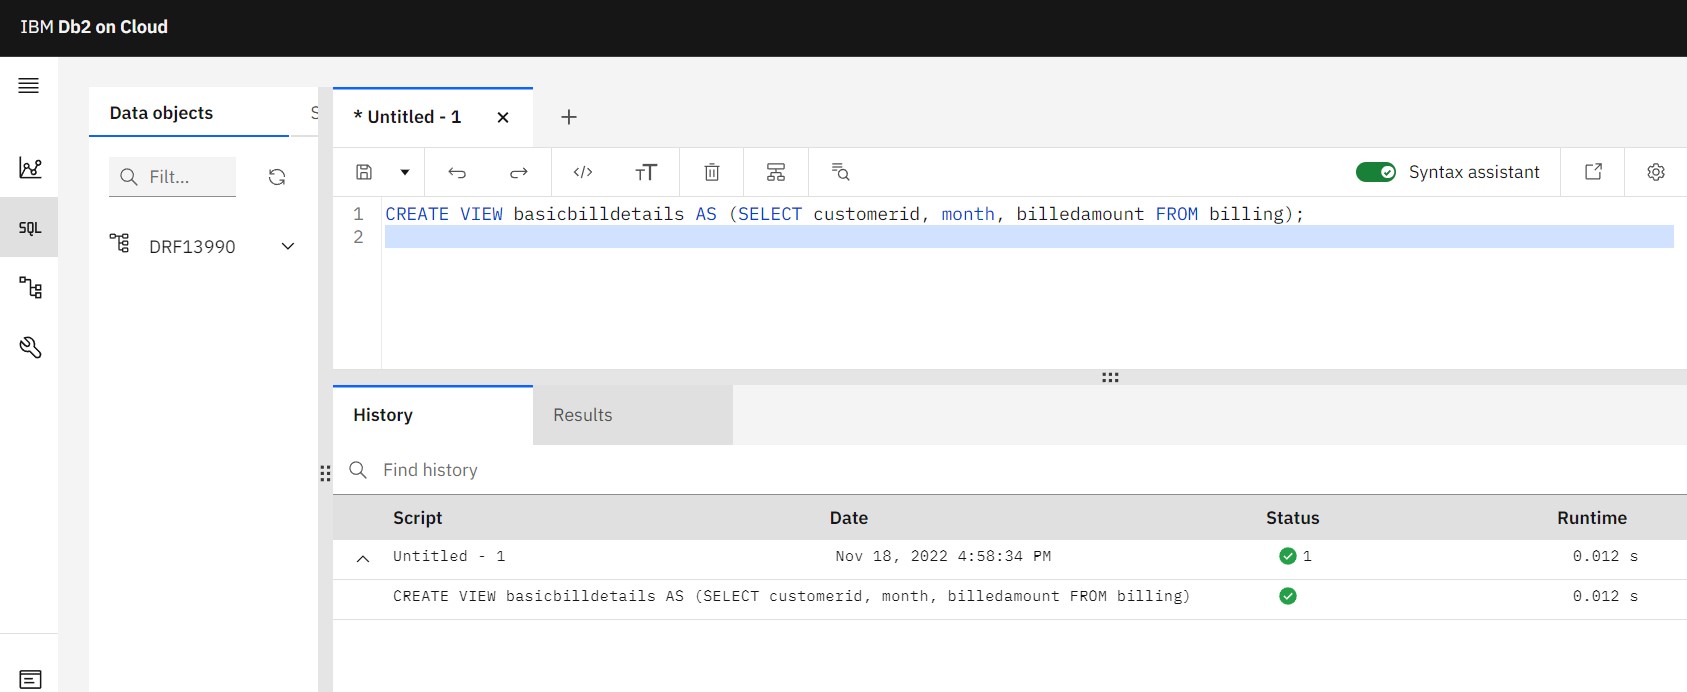 IBM Db2 on Cloud
Data objects
S
* Untitled - 1
Filt...
Syntax assistant
SQL
DRF13990
1 CREATE VIEW basicbilldetails AS (SELECT customerid, month, billedamount FROM billing);
2
History Results
Find history
Script Date Status Runtime
Untitled - 1 Nov 18, 2022 4:58:34 PM 1 0.012 s
CREATE VIEW basicbilldetails AS (SELECT customerid, month, billedamount FROM billing) 0.012 s